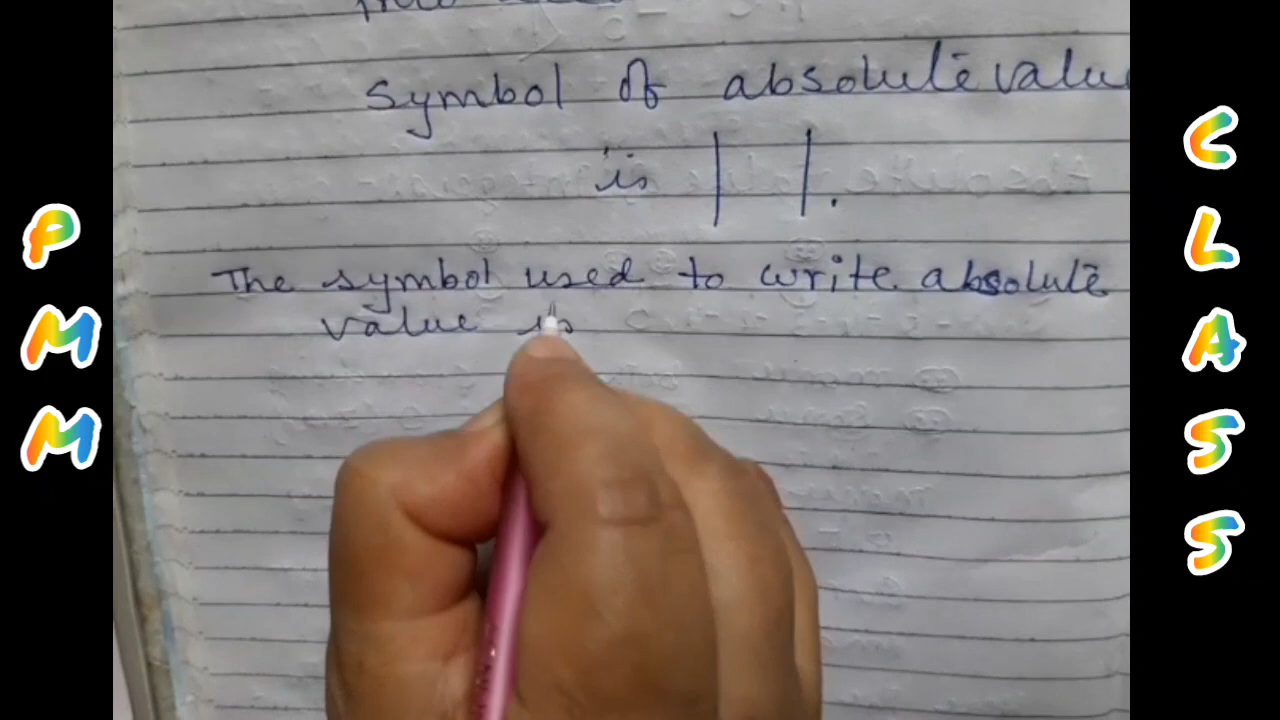 symbol of absolute value
is | |.
The symbol used to write absolute
value is
PMM
CLASS